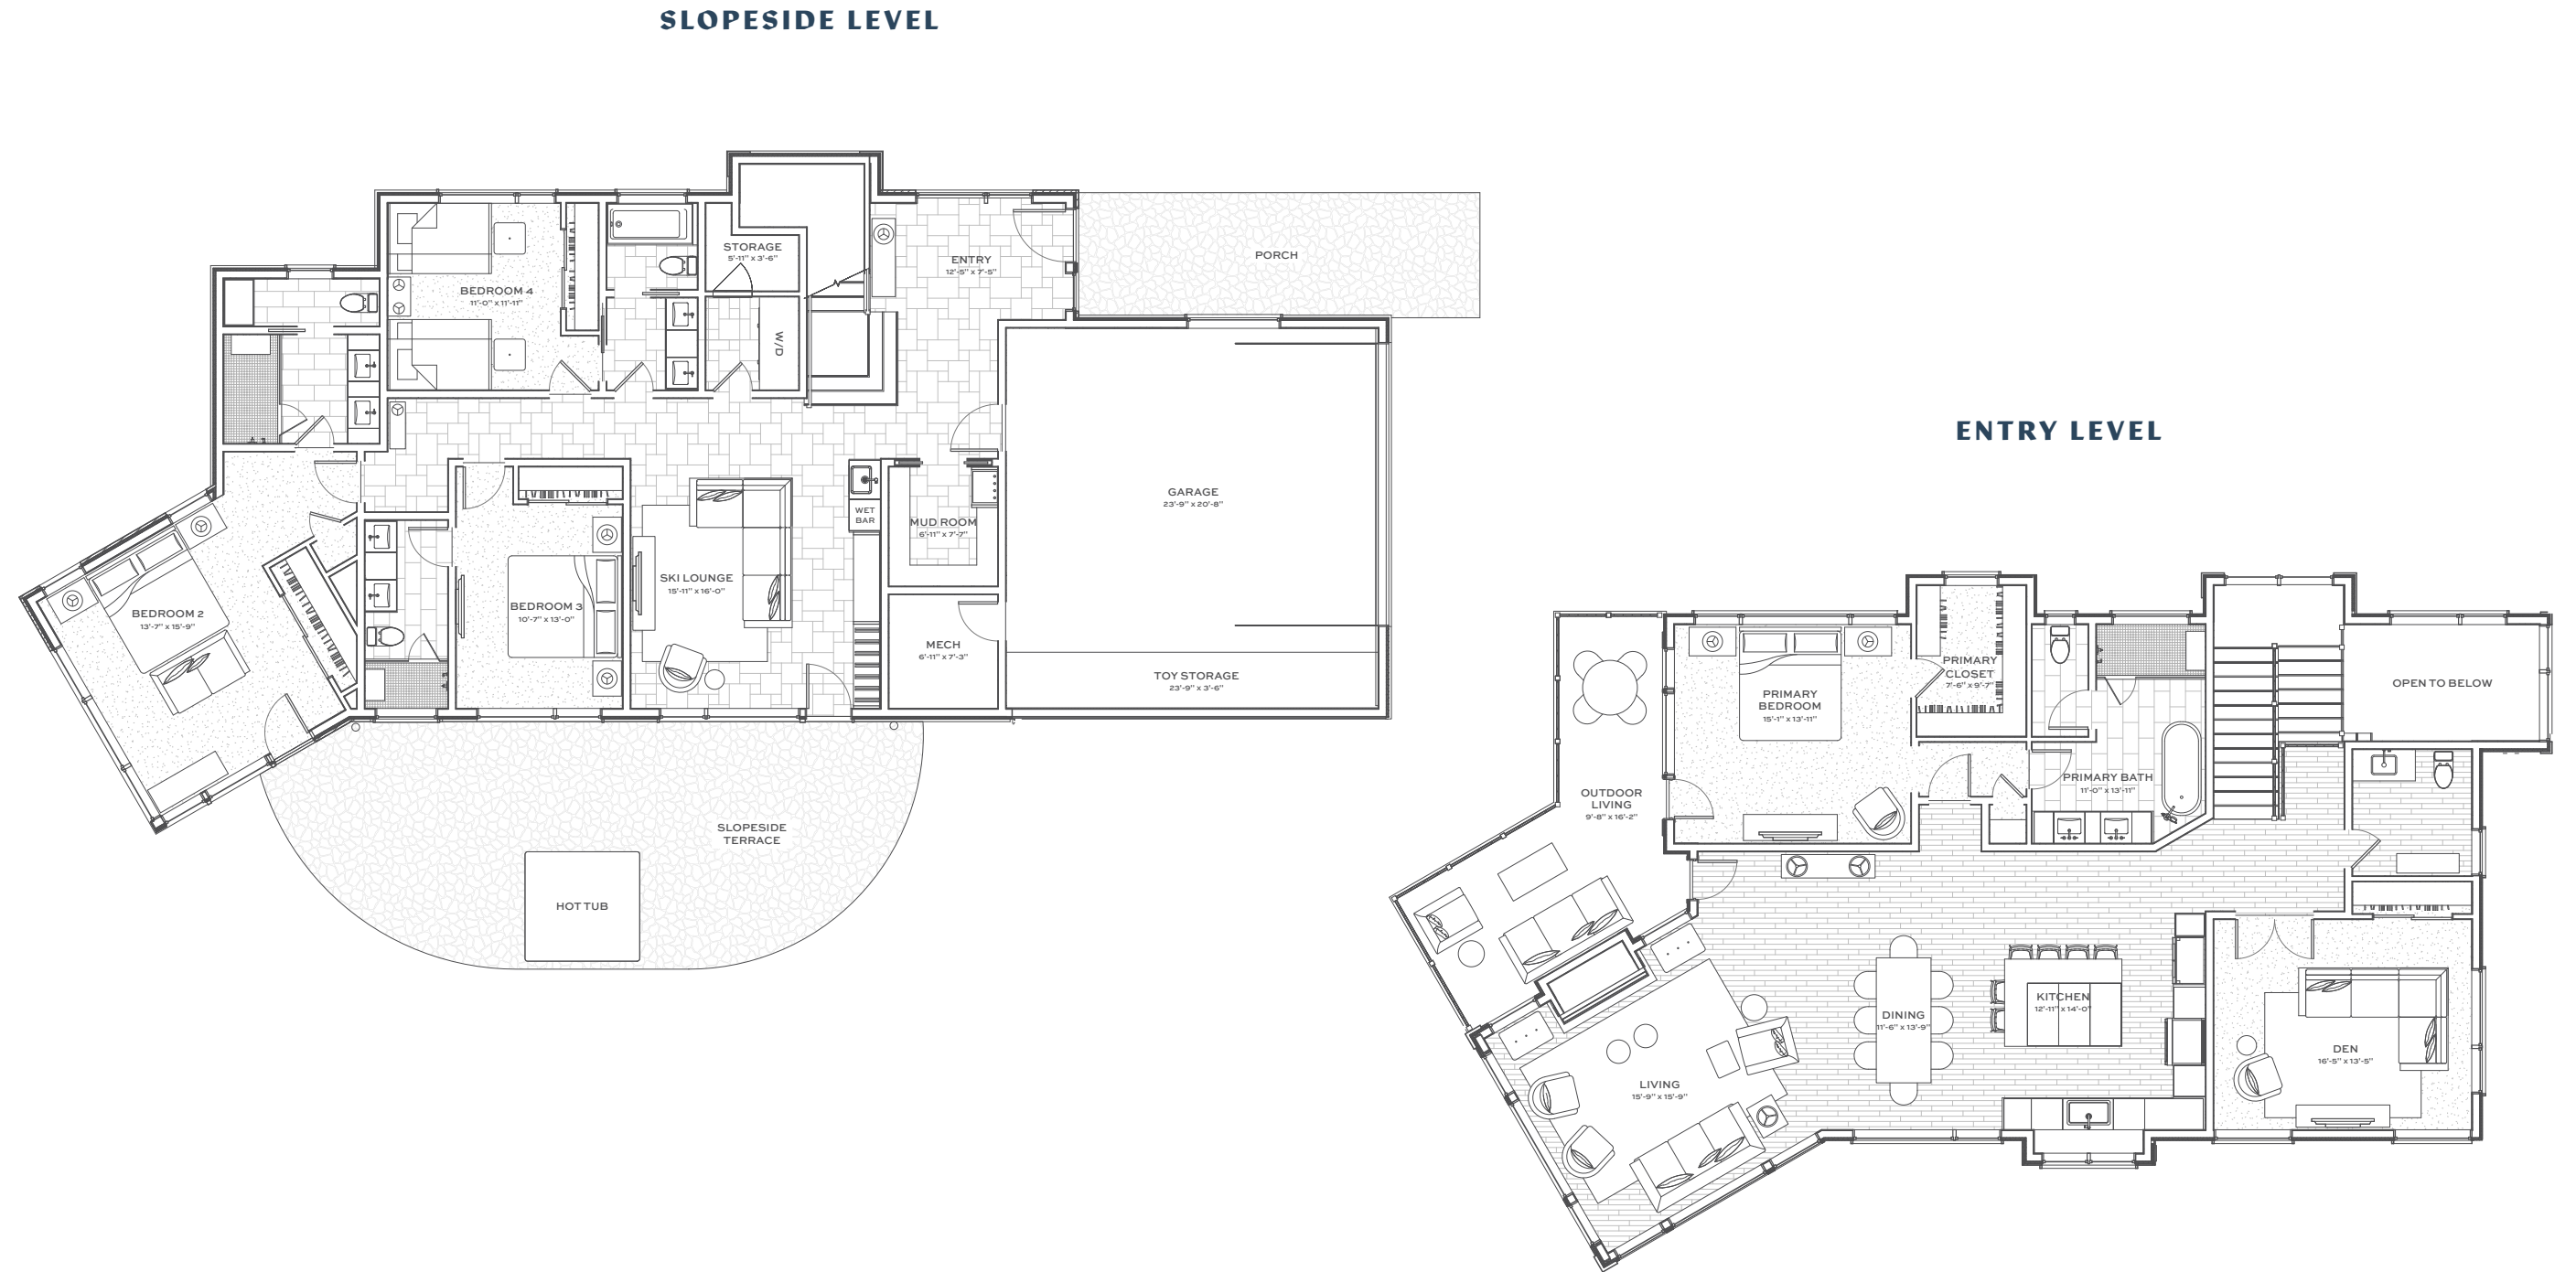 SLOPESIDE LEVEL
STORAGE
5'-11" x 3'-6"
ENTRY
12'-5" x 7'-5"
PORCH
BEDROOM 4
11'-0" x 11'-11"
W/D
GARAGE
23'-9" x 20'-8"
WET
BAR
MUD ROOM
6'-11" x 7'-7"
SKI LOUNGE
15'-11" x 16'-0"
BEDROOM 2
13'-7" x 15'-9"
BEDROOM 3
10'-7" x 13'-0"
MECH
6'-11" x 7'-3"
TOY STORAGE
23'-9" x 3'-6"
SLOPESIDE
TERRACE
HOT TUB
ENTRY LEVEL
PRIMARY
CLOSET
7'-6" x 9'-7"
OPEN TO BELOW
PRIMARY
BEDROOM
15'-1" x 13'-11"
PRIMARY BATH
11'-0" x 13'-11"
OUTDOOR
LIVING
9'-8" x 16'-2"
KITCHEN
12'-11" x 14'-0"
DINING
11'-6" x 13'-9"
DEN
16'-5" x 13'-5"
LIVING
15'-9" x 15'-9"